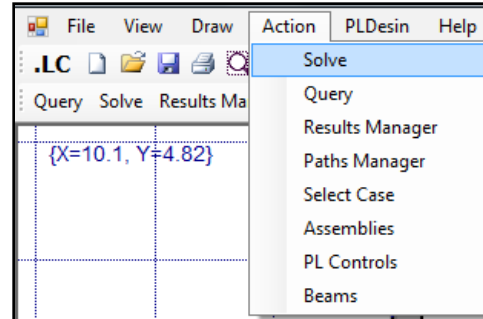 File View Draw Action PLDesin Help
.LC Solve
Query Solve Results Ma Query
Results Manager
{X=10.1, Y=4.82} Paths Manager
Select Case
Assemblies
PL Controls
Beams